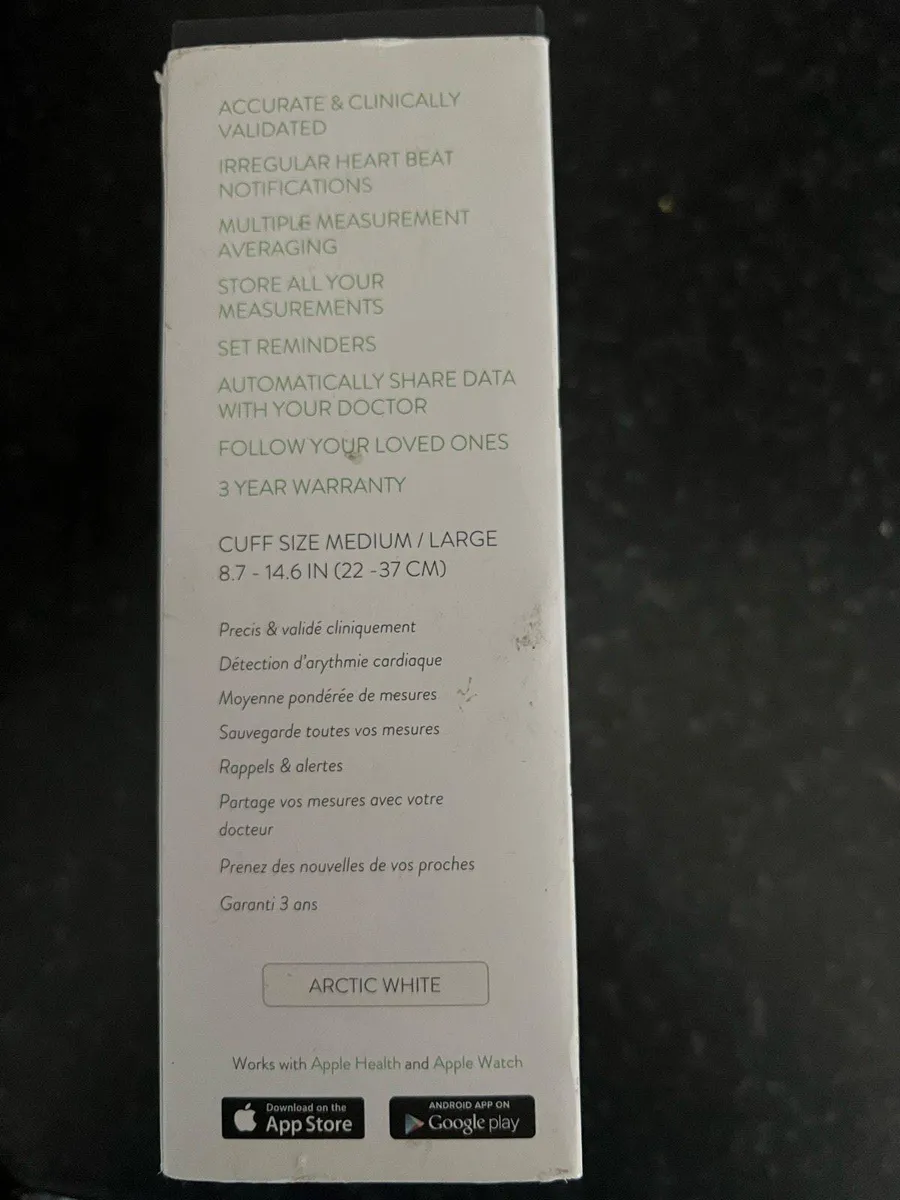 ACCURATE & CLINICALLY
VALIDATED
IRREGULAR HEART BEAT
NOTIFICATIONS
MULTIPLE MEASUREMENT
AVERAGING
STORE ALL YOUR
MEASUREMENTS
SET REMINDERS
AUTOMATICALLY SHARE DATA
WITH YOUR DOCTOR
FOLLOW YOUR LOVED ONES
3 YEAR WARRANTY
CUFF SIZE MEDIUM / LARGE
8.7 - 14.6 IN (22 -37 CM)
Precis & validé cliniquement
Détection d'arythmie cardiaque
Moyenne pondérée de mesures
Sauvegarde toutes vos mesures
Rappels & alertes
Partage vos mesures avec votre
docteur
Prenez des nouvelles de vos proches
Garanti 3 ans
ARCTIC WHITE
Works with Apple Health and Apple Watch
Download on the
App Store
ANDROID APP ON
Google play